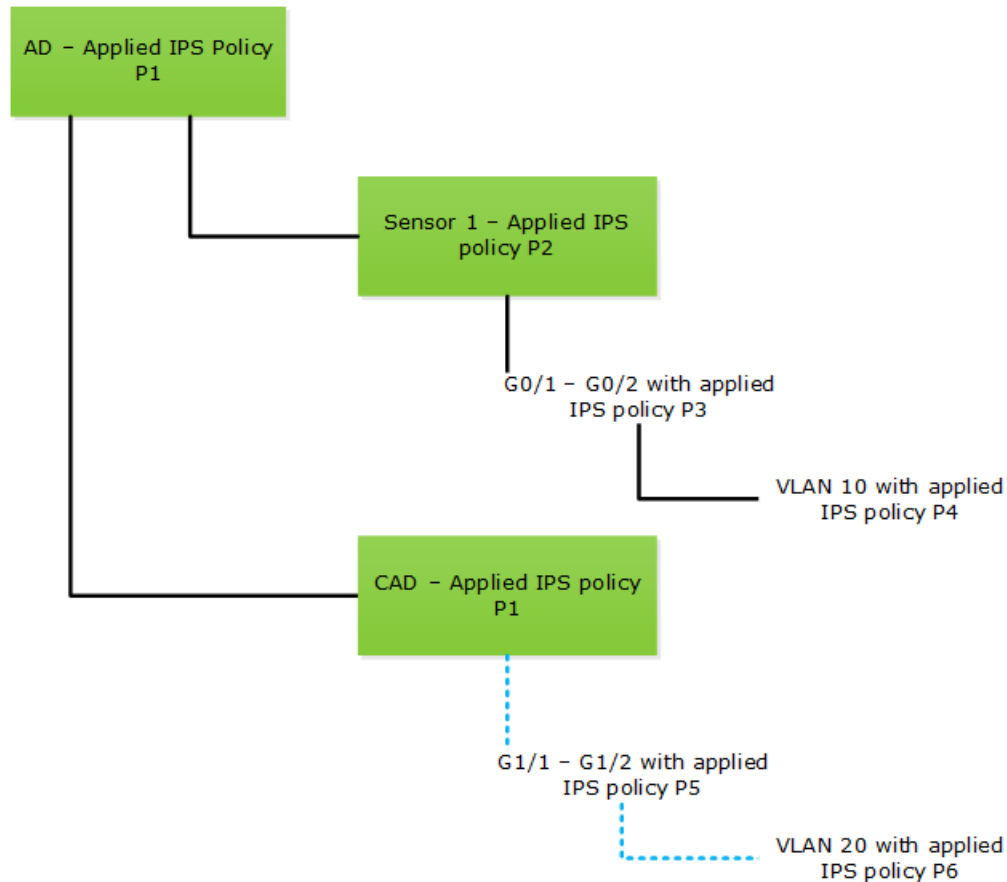 AD – Applied IPS Policy
P1
Sensor 1 – Applied IPS
policy P2
G0/1 – G0/2 with applied
IPS policy P3
VLAN 10 with applied
IPS policy P4
CAD – Applied IPS policy
P1
G1/1 – G1/2 with applied
IPS policy P5
VLAN 20 with applied
IPS policy P6